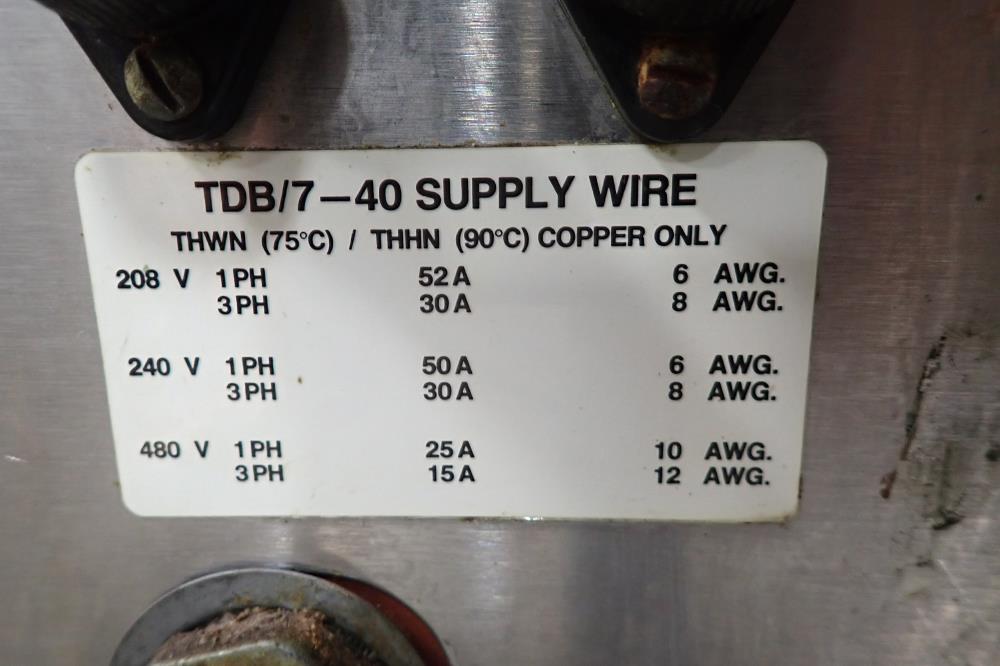 TDB/7-40 SUPPLY WIRE
THWN (75°C) / THHN (90°C) COPPER ONLY
208 V 1PH 52A 6 AWG.
3PH 30A 8 AWG.
240 V 1PH 50A 6 AWG.
3PH 30A 8 AWG.
480 V 1PH 25A 10 AWG.
3PH 15A 12 AWG.